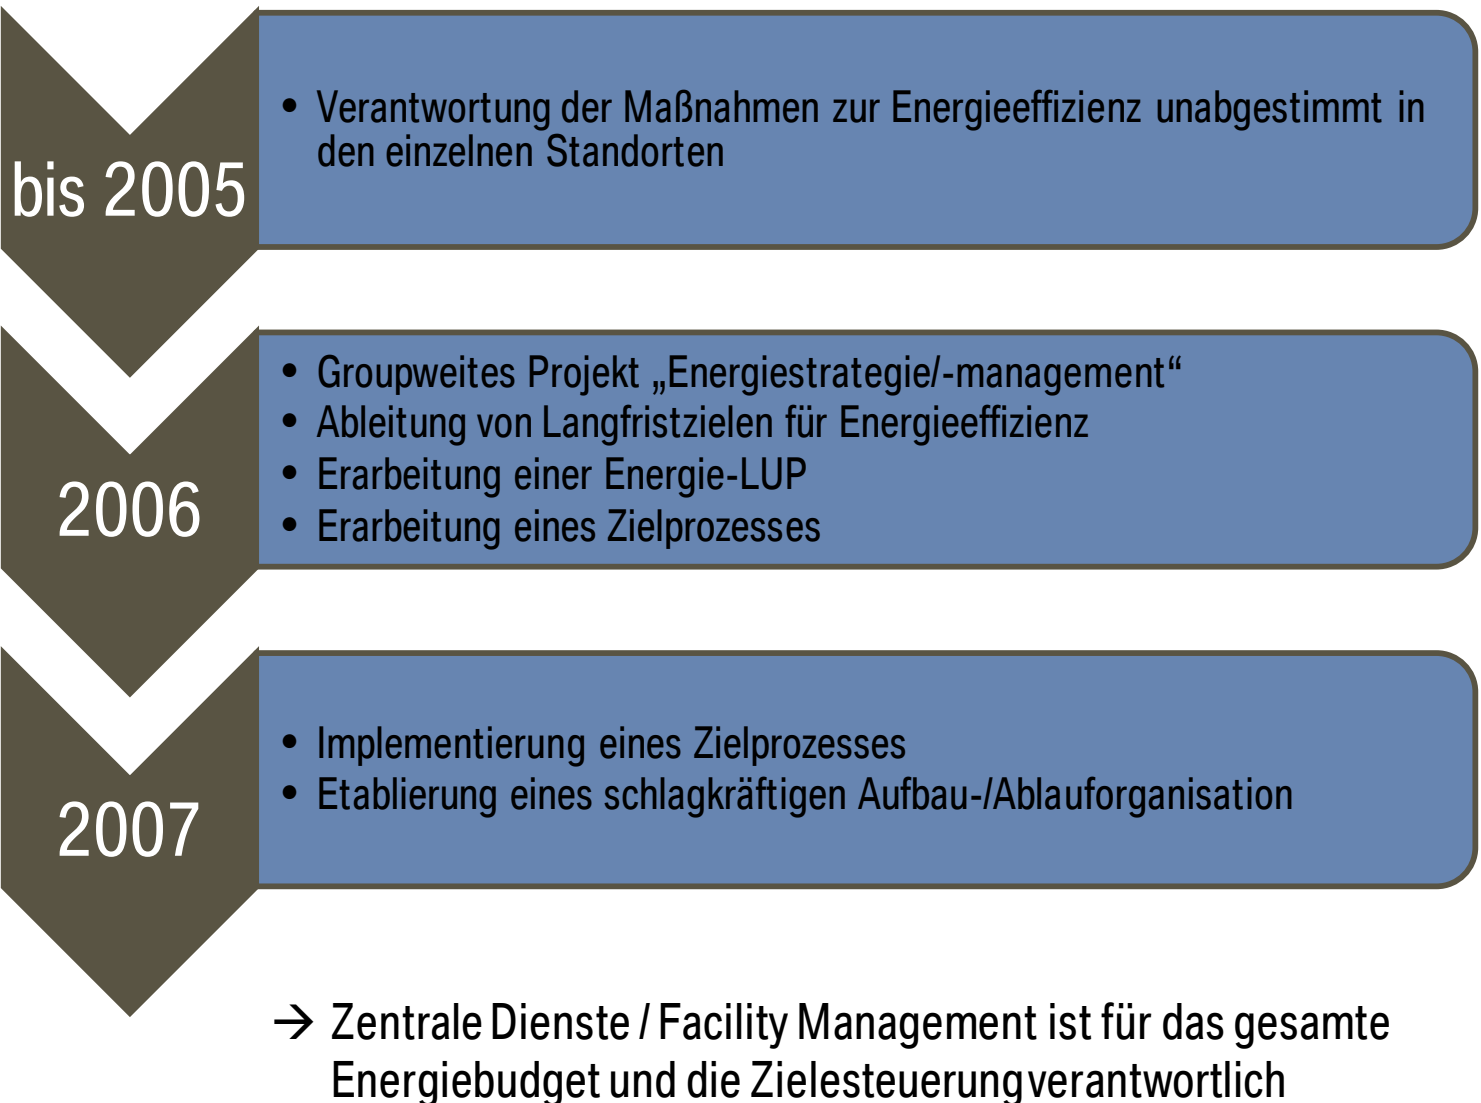 bis 2005
• Verantwortung der Maßnahmen zur Energieeffizienz unabgestimmt in
den einzelnen Standorten
2006
• Groupweites Projekt „Energiestrategie/-management“
• Ableitung von Langfristzielen für Energieeffizienz
• Erarbeitung einer Energie-LUP
• Erarbeitung eines Zielprozesses
2007
• Implementierung eines Zielprozesses
• Etablierung eines schlagkräftigen Aufbau-/Ablauforganisation
→ Zentrale Dienste / Facility Management ist für das gesamte
Energiebudget und die Zielesteuerung verantwortlich